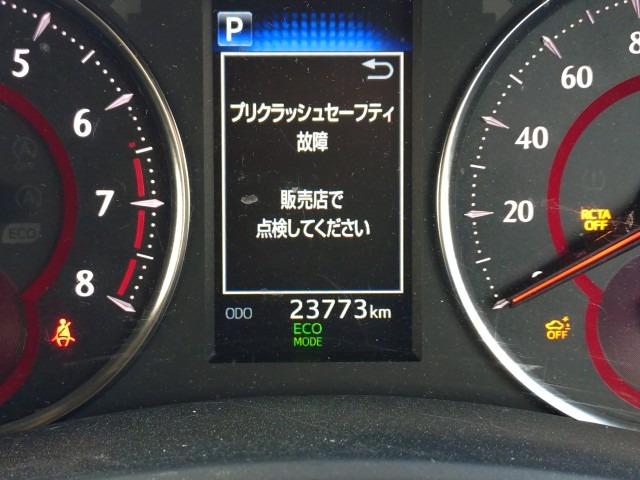 P
プリクラッシュセーフティ
故障
販売店で
点検してください
ODO 23773km
ECO
MODE
5
6
7
8
ECO
20
40
60
RCTA
OFF
OFF